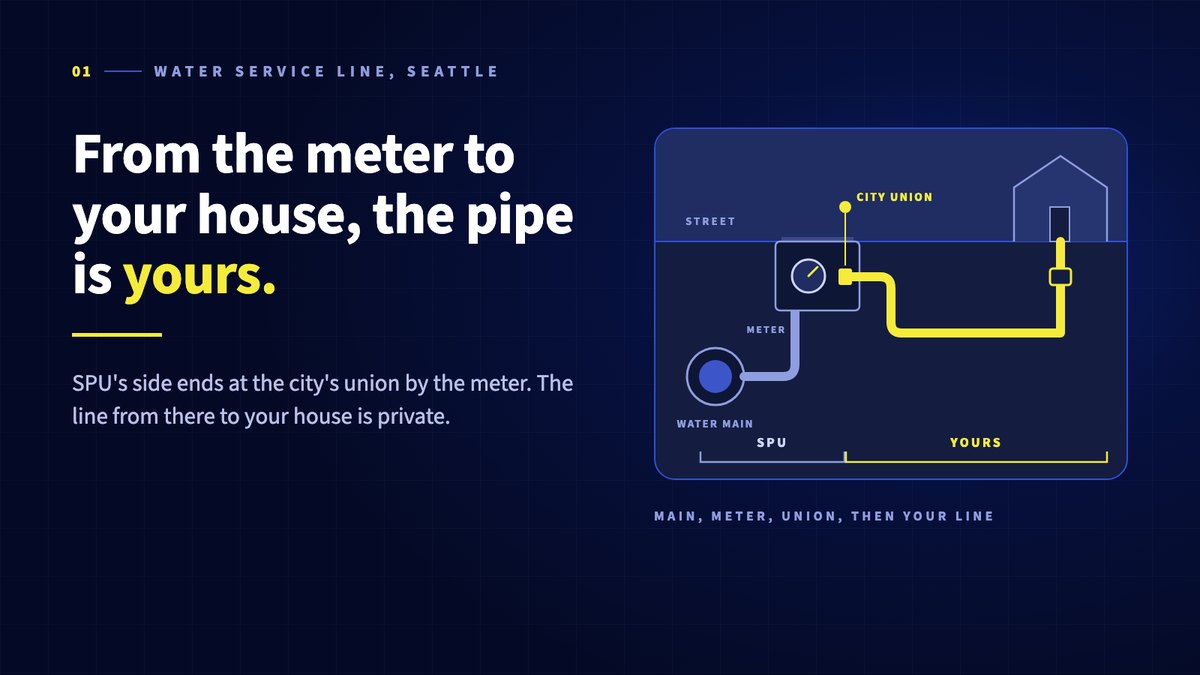 01 WATER SERVICE LINE, SEATTLE
From the meter to
your house, the pipe
is yours.
SPU's side ends at the city's union by the meter. The
line from there to your house is private.
CITY UNION
STREET
METER
WATER MAIN
SPU
YOURS
MAIN, METER, UNION, THEN YOUR LINE